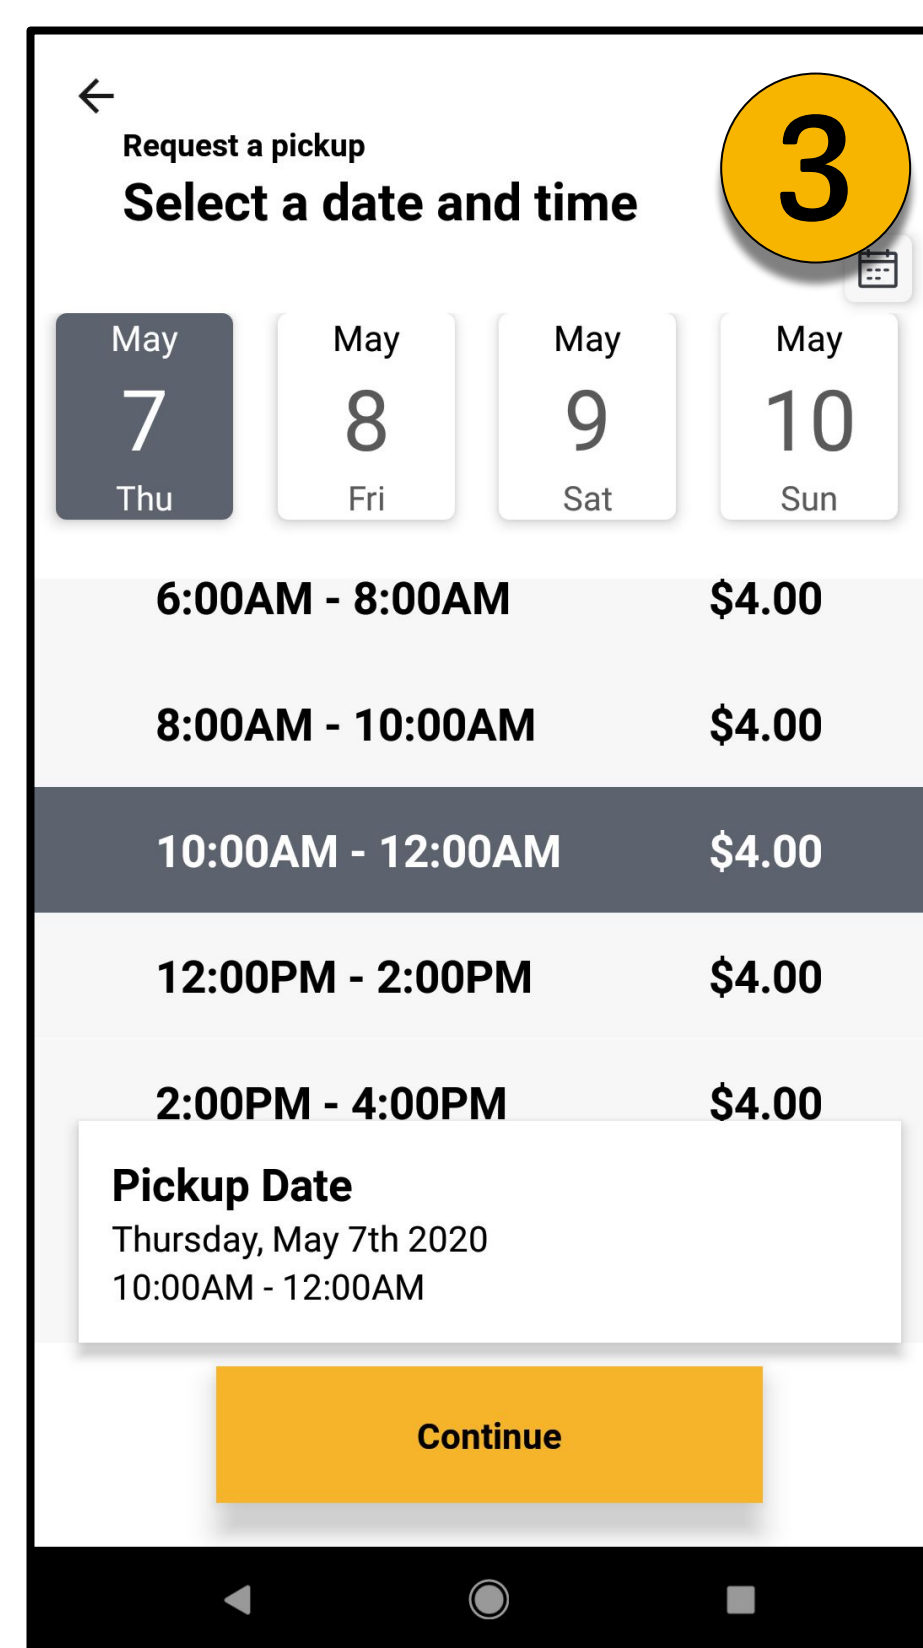 Request a pickup
Select a date and time
3
May May May May
7 8 9 10
Thu Fri Sat Sun
6:00AM - 8:00AM $4.00
8:00AM - 10:00AM $4.00
10:00AM - 12:00AM $4.00
12:00PM - 2:00PM $4.00
2:00PM - 4:00PM $4.00
Pickup Date
Thursday, May 7th 2020
10:00AM - 12:00AM
Continue